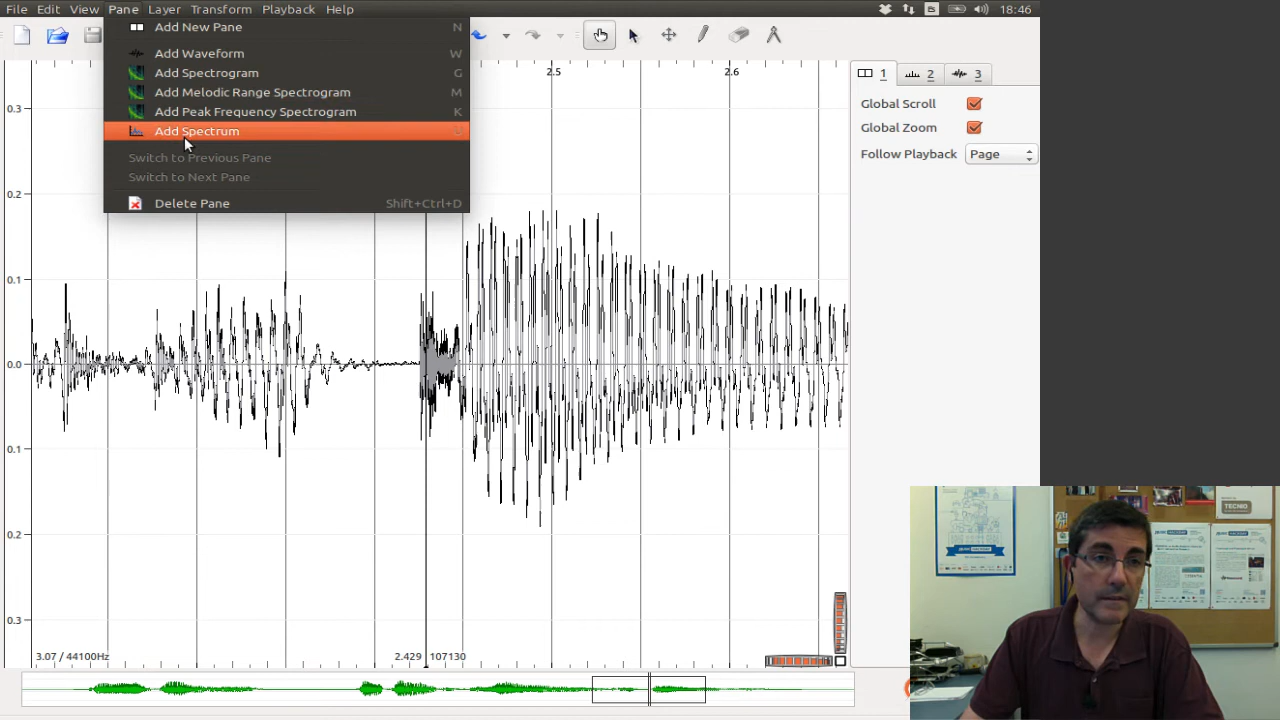 File Edit View Pane Layer Transform Playback Help 18:46
Add New Pane N
Add Waveform W
Add Spectrogram G
Add Melodic Range Spectrogram M
Add Peak Frequency Spectrogram K
Add Spectrum U
Switch to Previous Pane
Switch to Next Pane
Delete Pane Shift+Ctrl+D
2.5 2.6
1 2 3
Global Scroll
Global Zoom
Follow Playback Page
0.3
0.2
0.1
0.0
0.1
0.2
0.3
3.07 / 44100Hz 2.429 107130
TECNIO